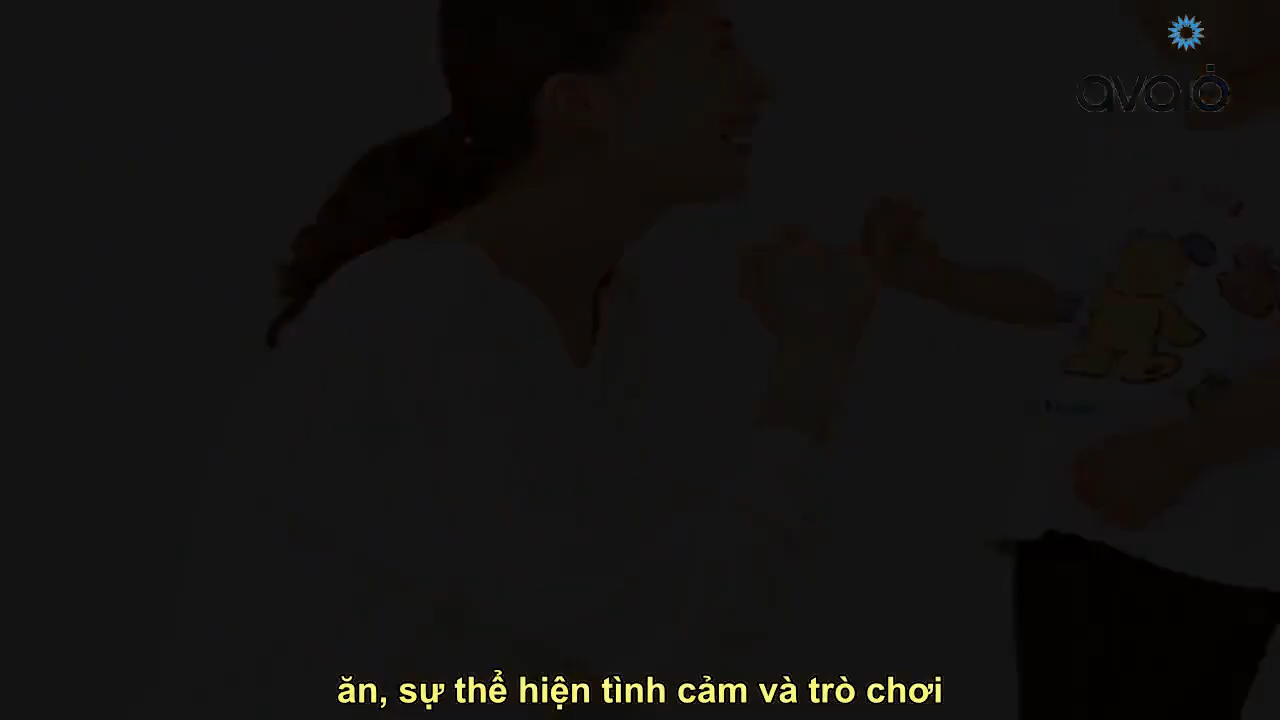 ăn, sự thể hiện tình cảm và trò chơi